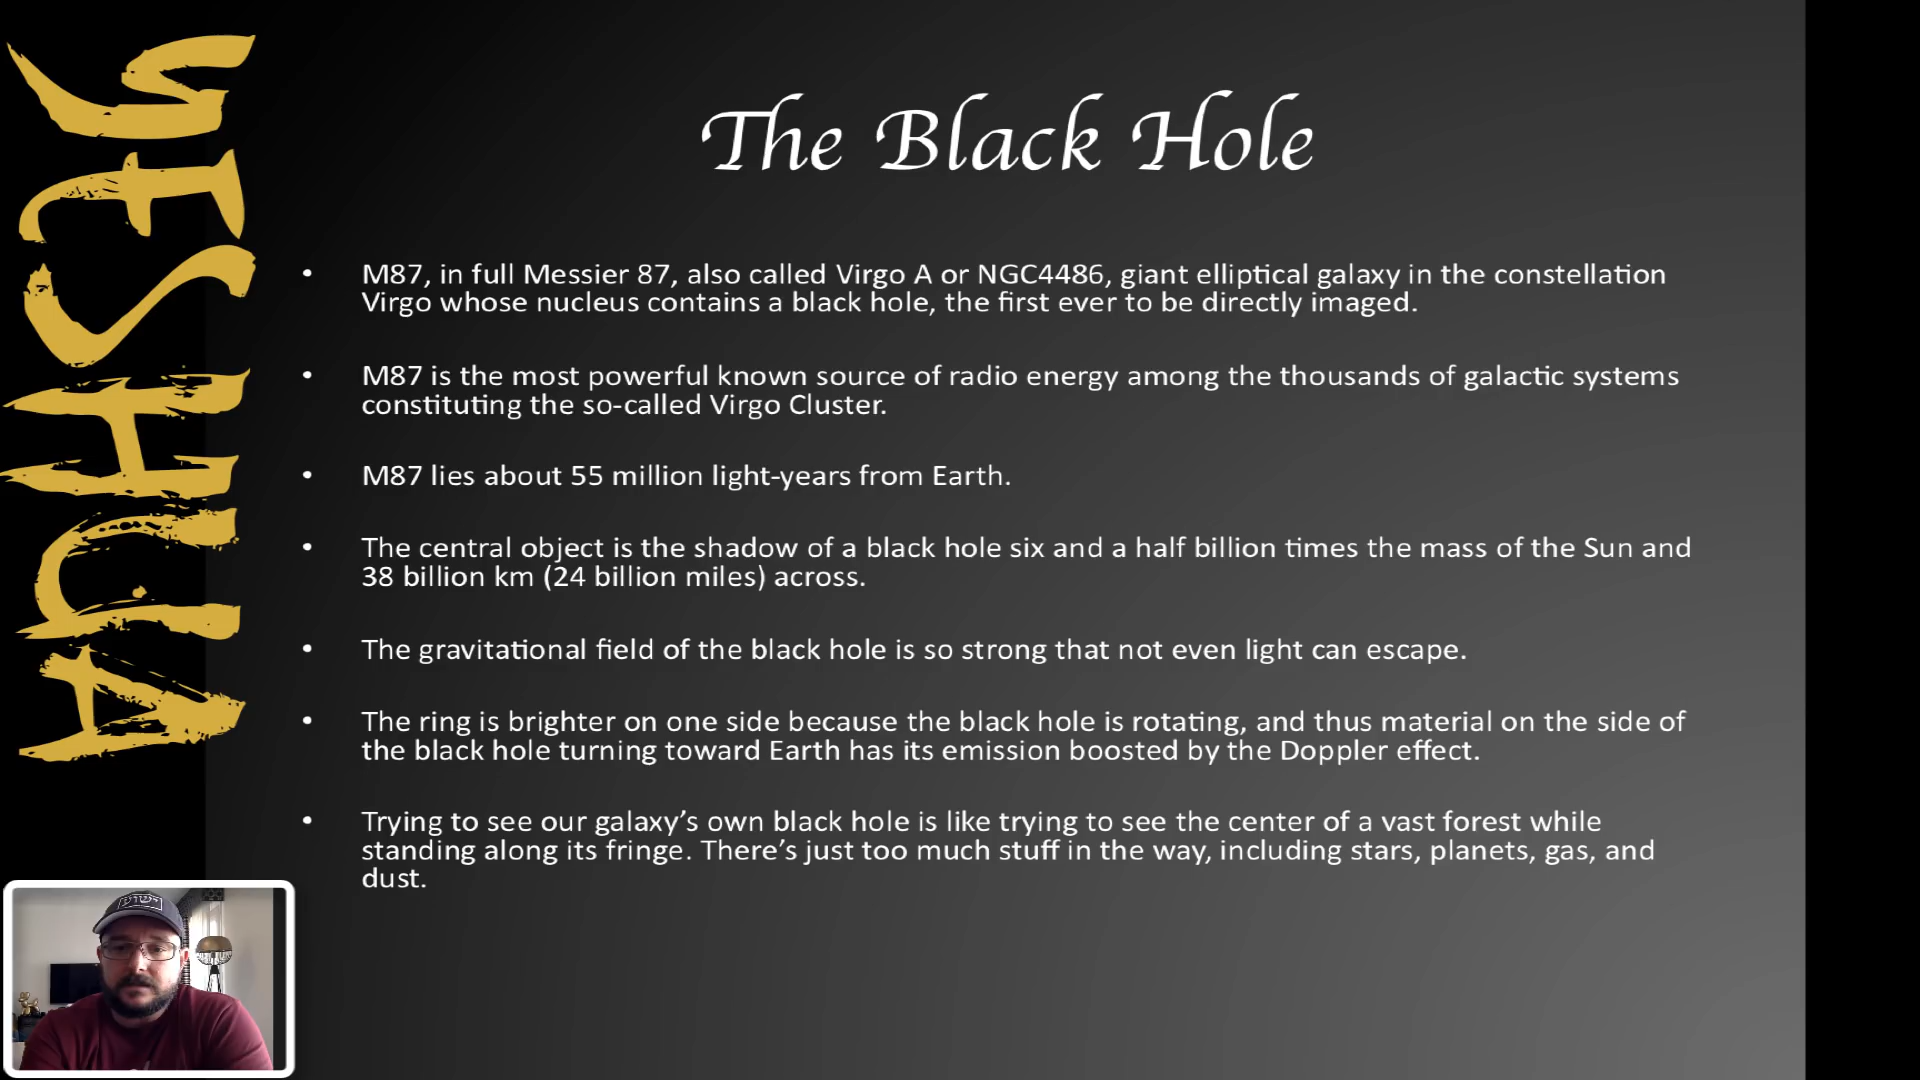 YESHUA
The Black Hole
• M87, in full Messier 87, also called Virgo A or NGC4486, giant elliptical galaxy in the constellation
Virgo whose nucleus contains a black hole, the first ever to be directly imaged.
• M87 is the most powerful known source of radio energy among the thousands of galactic systems
constituting the so-called Virgo Cluster.
• M87 lies about 55 million light-years from Earth.
• The central object is the shadow of a black hole six and a half billion times the mass of the Sun and
38 billion km (24 billion miles) across.
• The gravitational field of the black hole is so strong that not even light can escape.
• The ring is brighter on one side because the black hole is rotating, and thus material on the side of
the black hole turning toward Earth has its emission boosted by the Doppler effect.
• Trying to see our galaxy’s own black hole is like trying to see the center of a vast forest while
standing along its fringe. There’s just too much stuff in the way, including stars, planets, gas, and
dust.
ישוע